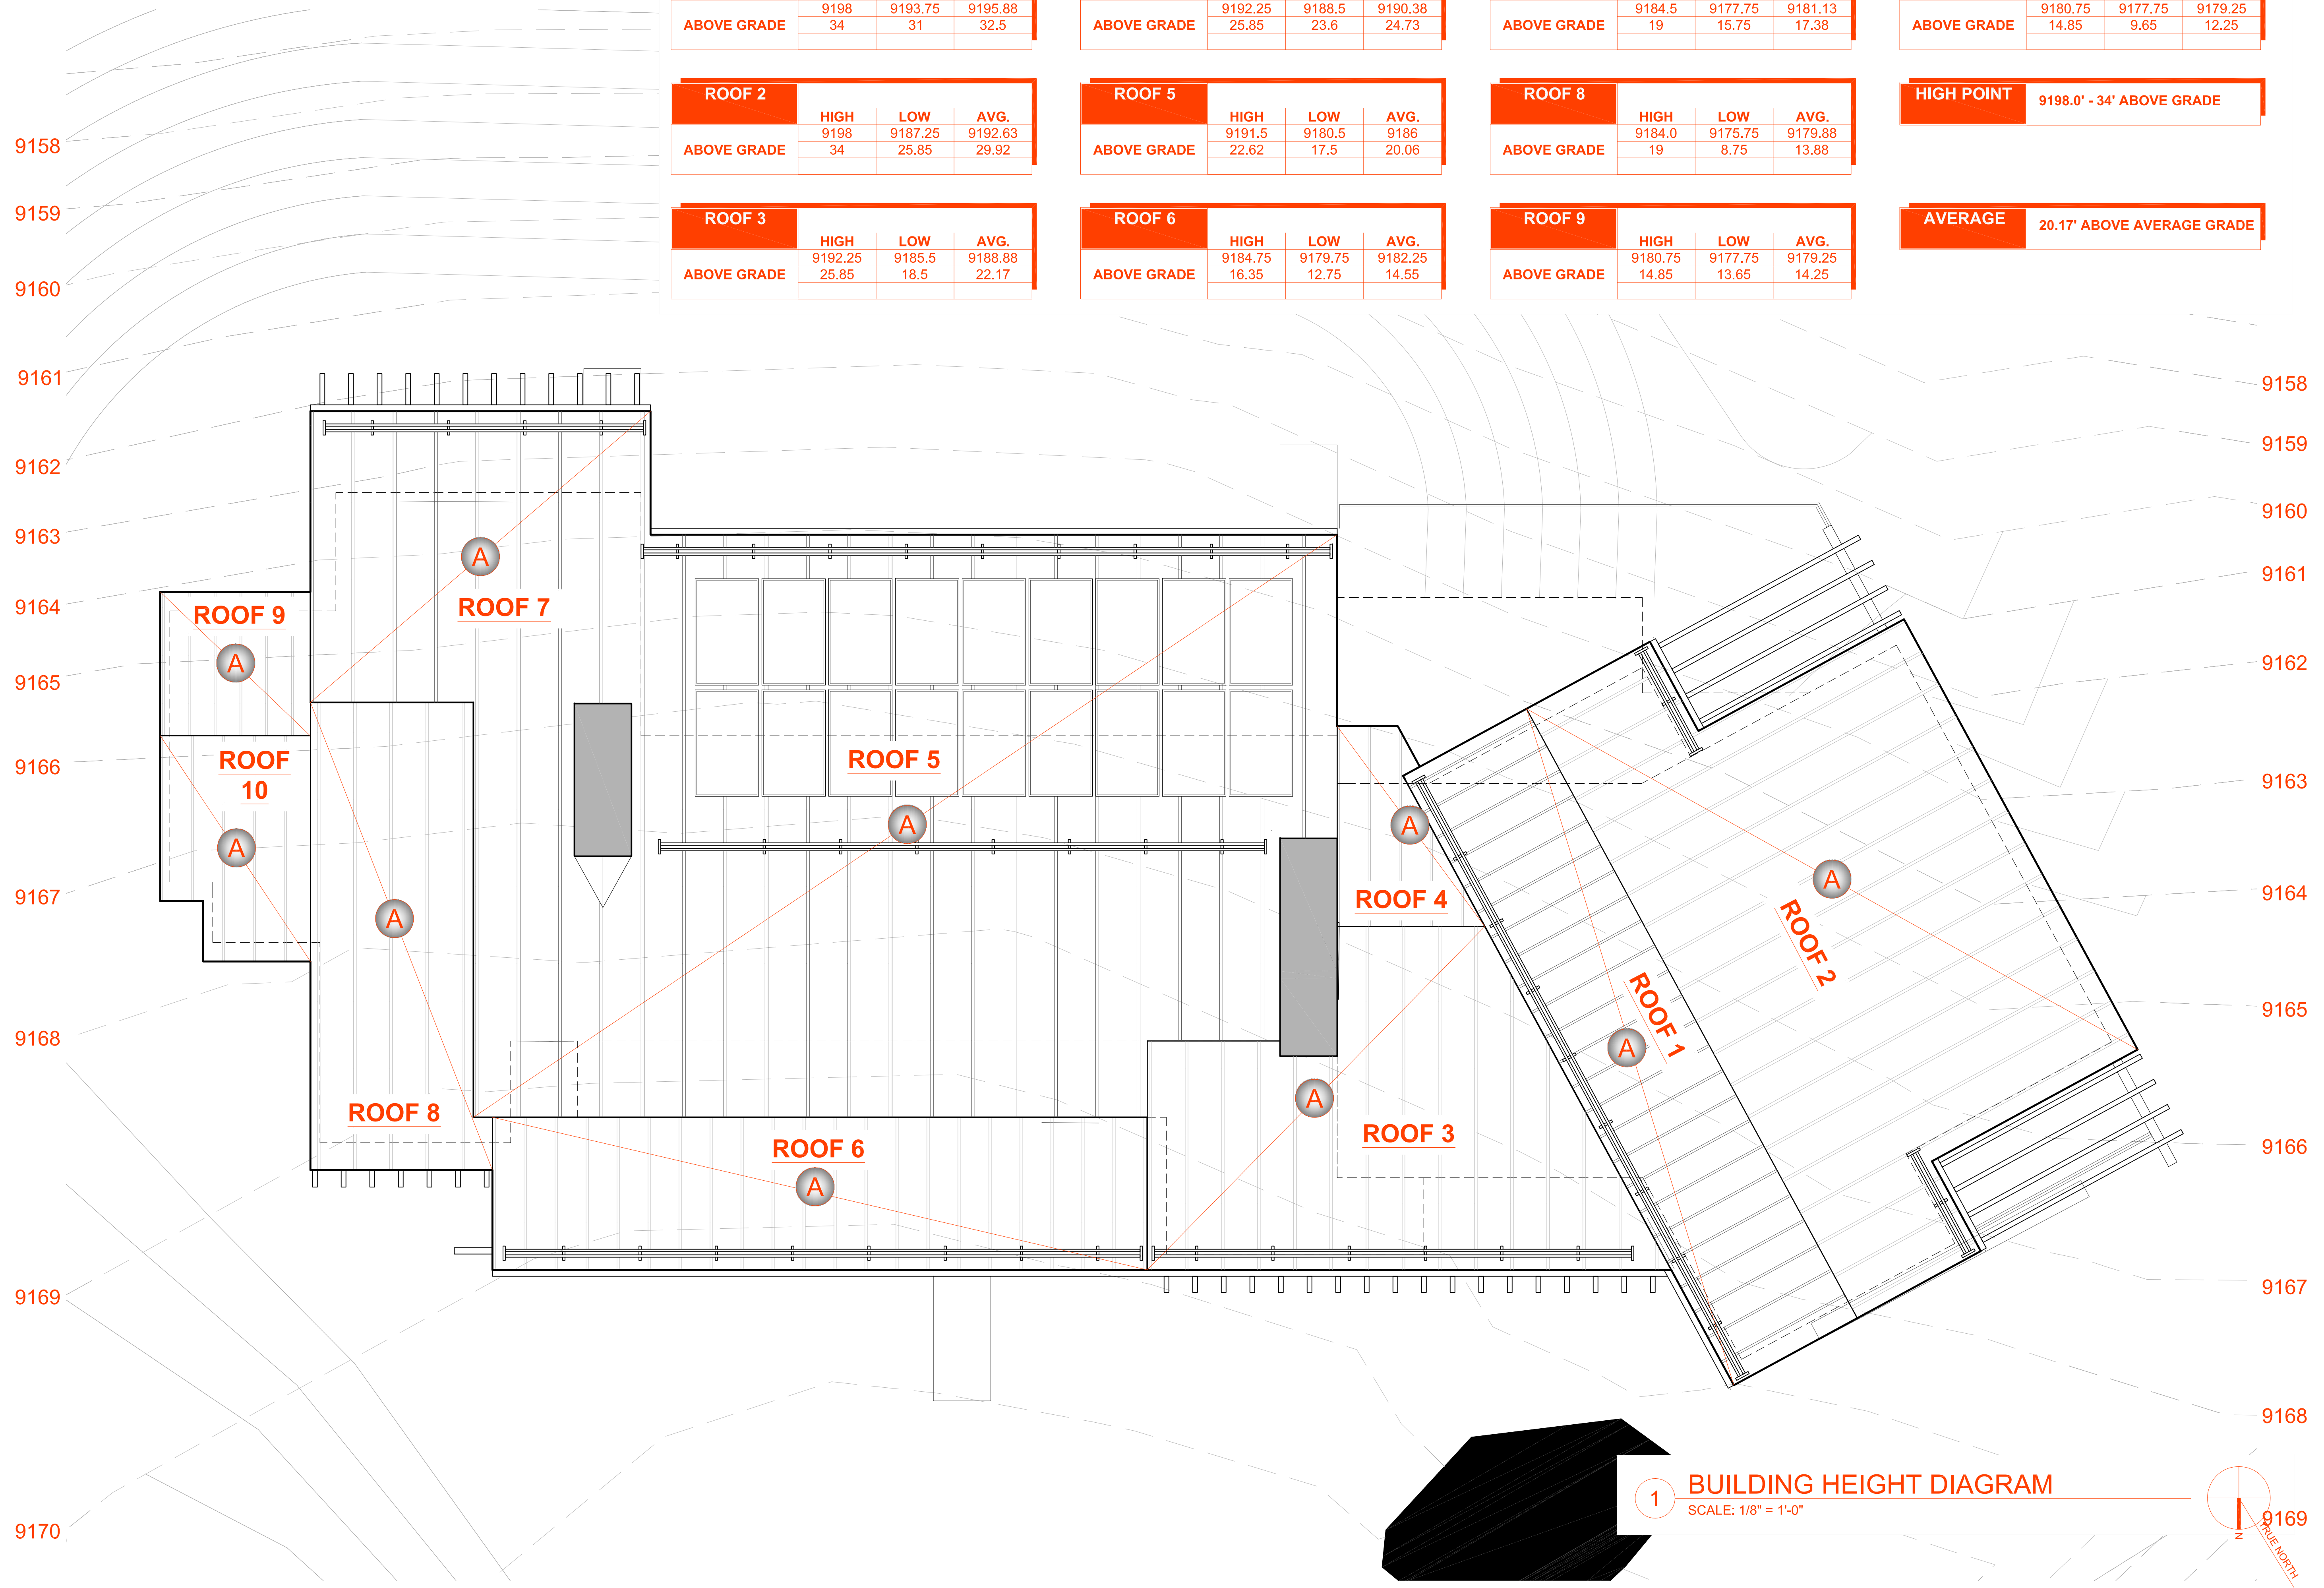 9198 9193.75 9195.88
ABOVE GRADE 34 31 32.5
9192.25 9188.5 9190.38
ABOVE GRADE 25.85 23.6 24.73
9184.5 9177.75 9181.13
ABOVE GRADE 19 15.75 17.38
9180.75 9177.75 9179.25
ABOVE GRADE 14.85 9.65 12.25
ROOF 2
HIGH LOW AVG.
9198 9187.25 9192.63
ABOVE GRADE 34 25.85 29.92
ROOF 5
HIGH LOW AVG.
9191.5 9180.5 9186
ABOVE GRADE 22.62 17.5 20.06
ROOF 8
HIGH LOW AVG.
9184.0 9175.75 9179.88
ABOVE GRADE 19 8.75 13.88
HIGH POINT 9198.0' - 34' ABOVE GRADE
ROOF 3
HIGH LOW AVG.
9192.25 9185.5 9188.88
ABOVE GRADE 25.85 18.5 22.17
ROOF 6
HIGH LOW AVG.
9184.75 9179.75 9182.25
ABOVE GRADE 16.35 12.75 14.55
ROOF 9
HIGH LOW AVG.
9180.75 9177.75 9179.25
ABOVE GRADE 14.85 13.65 14.25
AVERAGE 20.17' ABOVE AVERAGE GRADE
9158
9159
9160
9161
9162
9163
9164
9165
9166
9167
9168
9169
9170
ROOF 9
A
ROOF
10
A
A
ROOF 7
A
ROOF 8
ROOF 5
A
ROOF 6
A
A
ROOF 4
A
ROOF 3
ROOF 1
A
A
ROOF 2
9158
9159
9160
9161
9162
9163
9164
9165
9166
9167
9168
9169
1 BUILDING HEIGHT DIAGRAM
SCALE: 1/8" = 1'-0"
N
TRUE NORTH